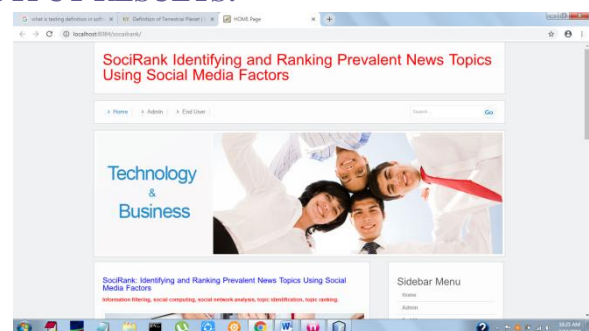 what is testing definition in soft
Definition of Terrestrial Planet |
HOME Page
localhost:8084/socialrank/
SociRank Identifying and Ranking Prevalent News Topics
Using Social Media Factors
Home
Admin
End User
Search
Go
Technology
&
Business
SociRank: Identifying and Ranking Prevalent News Topics Using Social
Media Factors
Information filtering, social computing, social network analysis, topic identification, topic ranking.
Sidebar Menu
Home
Admin
10:25 AM